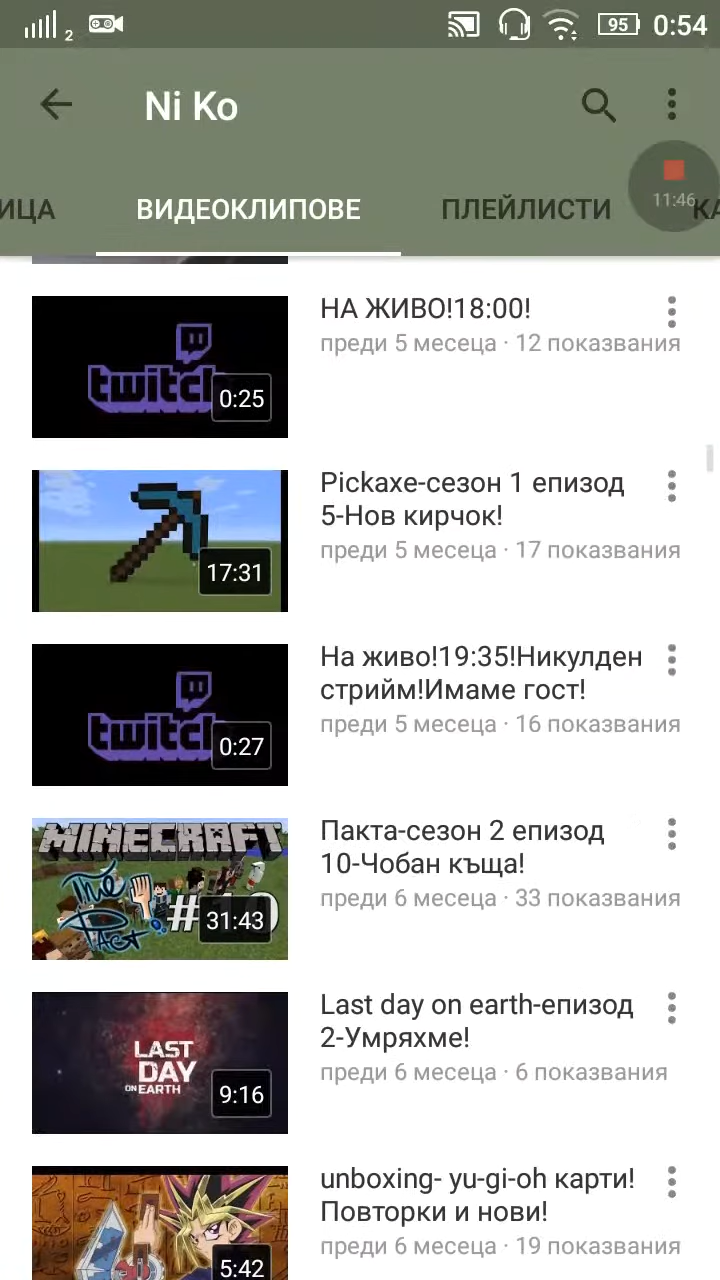 2
95
0:54
Ni Ko
11:46
ИЦА
ВИДЕОКЛИПОВЕ
ПЛЕЙЛИСТИ
КА
twitch
0:25
НА ЖИВО!18:00!
преди 5 месеца · 12 показвания
17:31
Pickaxe-сезон 1 епизод
5-Нов кирчок!
преди 5 месеца · 17 показвания
twitch
0:27
На живо!19:35!Никулден
стрийм!Имаме гост!
преди 5 месеца · 16 показвания
MINECRAFT
The
Pact
#10
31:43
Пакта-сезон 2 епизод
10-Чобан къща!
преди 6 месеца · 33 показвания
LAST
DAY
ON EARTH
9:16
Last day on earth-епизод
2-Умряхме!
преди 6 месеца · 6 показвания
5:42
unboxing- yu-gi-oh карти!
Повторки и нови!
преди 6 месеца · 19 показвания